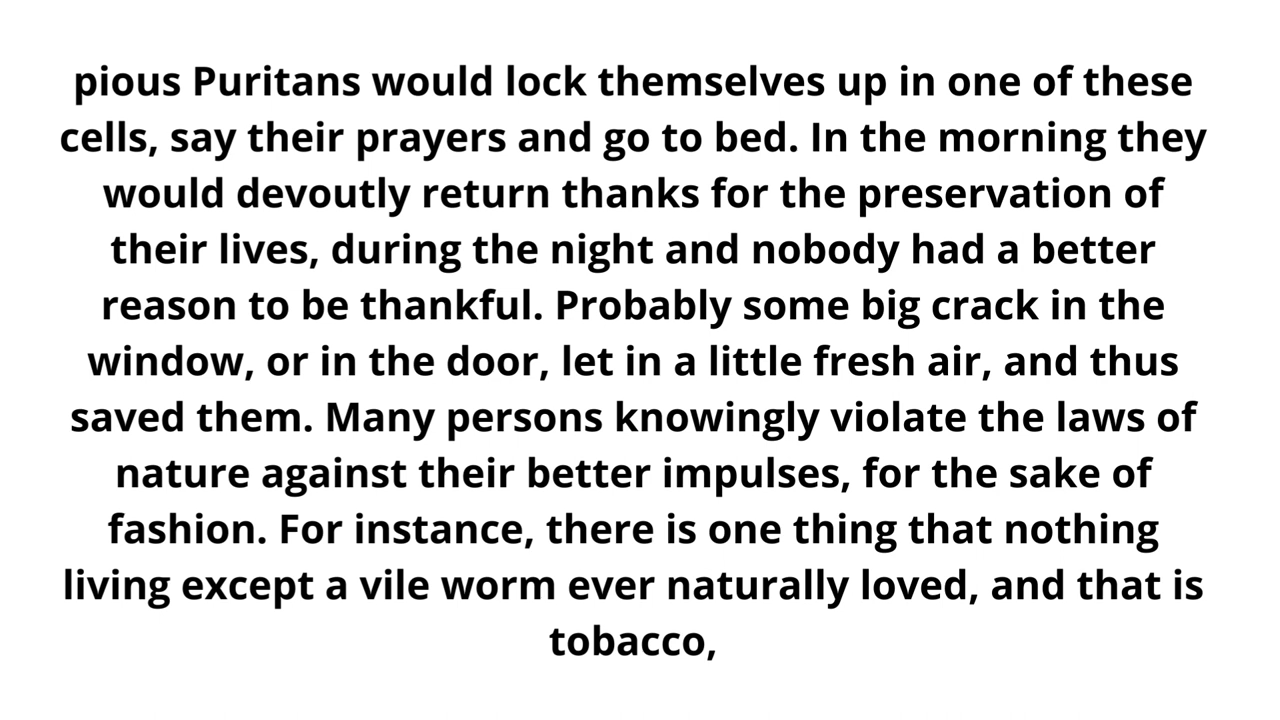 pious Puritans would lock themselves up in one of these
cells, say their prayers and go to bed. In the morning they
would devoutly return thanks for the preservation of
their lives, during the night and nobody had a better
reason to be thankful. Probably some big crack in the
window, or in the door, let in a little fresh air, and thus
saved them. Many persons knowingly violate the laws of
nature against their better impulses, for the sake of
fashion. For instance, there is one thing that nothing
living except a vile worm ever naturally loved, and that is
tobacco,